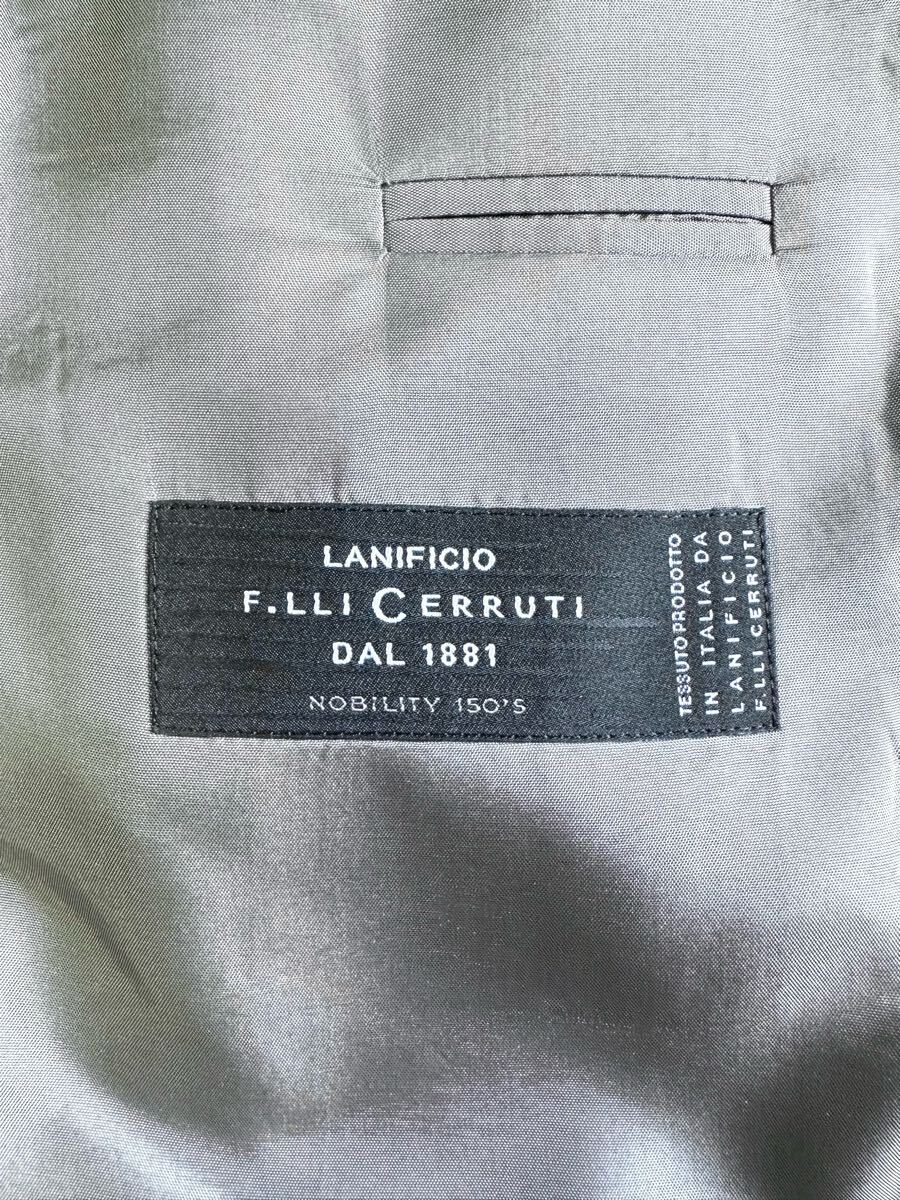 LANIFICIO
F.LLI CERRUTI
DAL 1881
NOBILITY 150'S
TESSUTO PRODOTTO
IN ITALIA DA
LANIFICIO
F.LLI CERRUTI